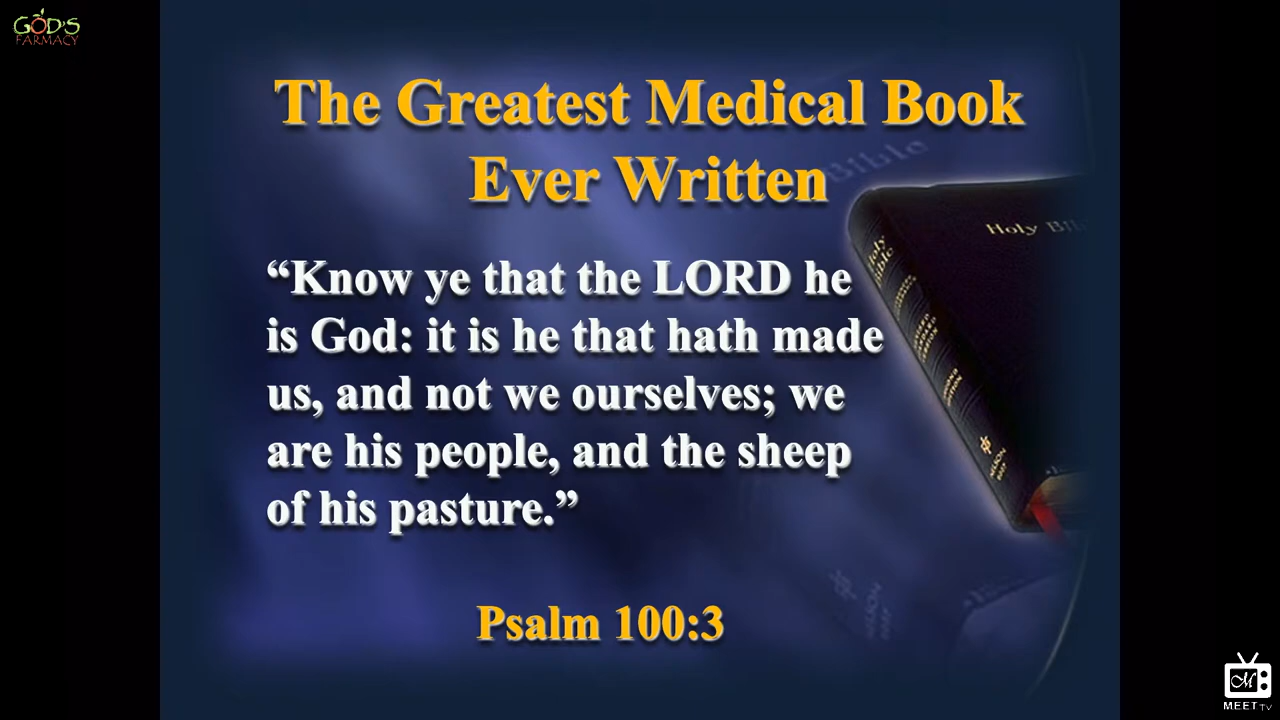 GOD'S
FARMACY
The Greatest Medical Book
Ever Written
Bible
Holy
Holy
Bible
“Know ye that the LORD he
is God: it is he that hath made
us, and not we ourselves; we
are his people, and the sheep
of his pasture.”
Psalm 100:3
M
MEET TV